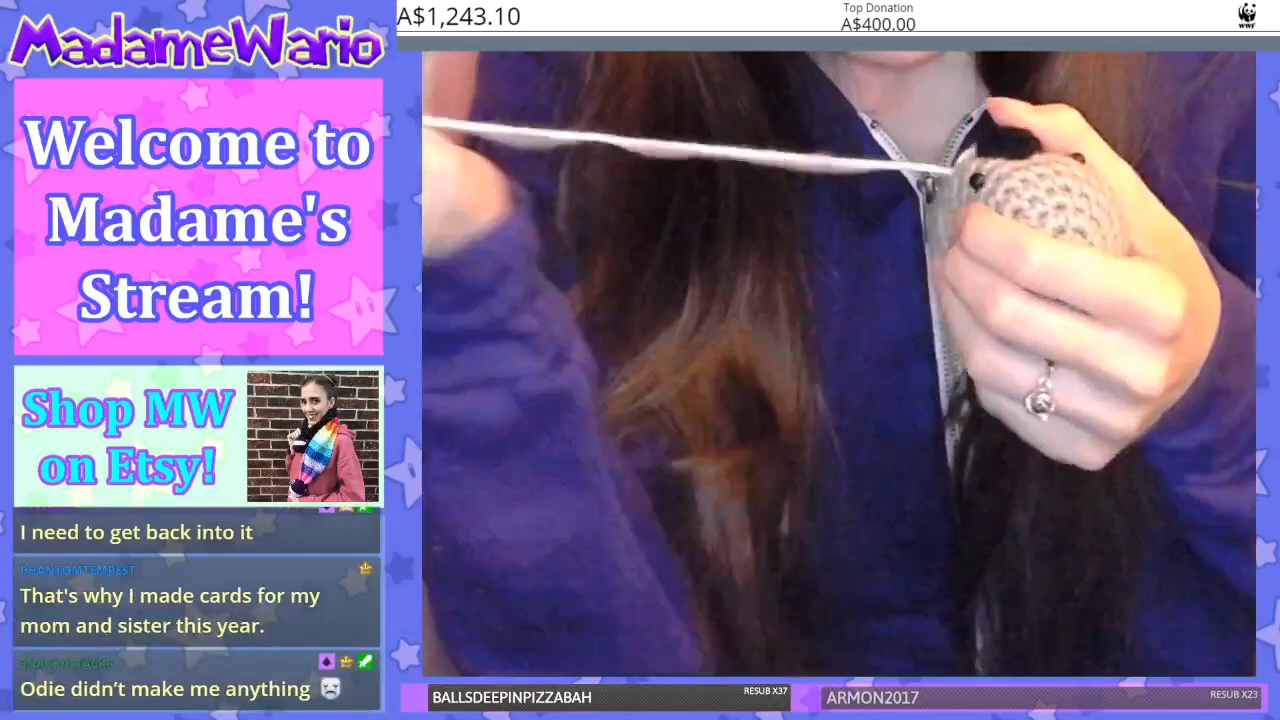 MadameWario
A$1,243.10
Top Donation
A$400.00
WWF
Welcome to
Madame's
Stream!
Shop MW
on Etsy!
I need to get back into it
PHANTOMTEMPEST
That's why I made cards for my
mom and sister this year.
Odie didn't make me anything
BALLSDEEPINPIZZABAH
RESUB X37
ARMON2017
RESUB X23